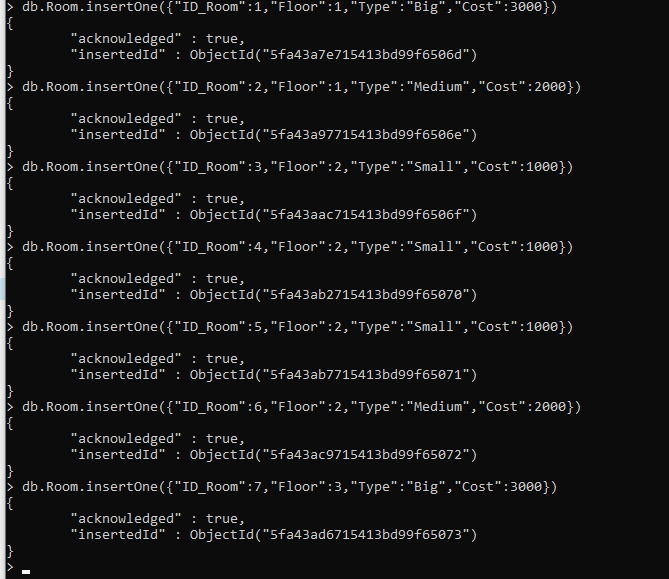 > db.Room.insertOne({"ID_Room":1,"Floor":1,"Type":"Big","Cost":3000})
{
        "acknowledged" : true,
        "insertedId" : ObjectId("5fa43a7e715413bd99f6506d")
}
> db.Room.insertOne({"ID_Room":2,"Floor":1,"Type":"Medium","Cost":2000})
{
        "acknowledged" : true,
        "insertedId" : ObjectId("5fa43a97715413bd99f6506e")
}
> db.Room.insertOne({"ID_Room":3,"Floor":2,"Type":"Small","Cost":1000})
{
        "acknowledged" : true,
        "insertedId" : ObjectId("5fa43aac715413bd99f6506f")
}
> db.Room.insertOne({"ID_Room":4,"Floor":2,"Type":"Small","Cost":1000})
{
        "acknowledged" : true,
        "insertedId" : ObjectId("5fa43ab2715413bd99f65070")
}
> db.Room.insertOne({"ID_Room":5,"Floor":2,"Type":"Small","Cost":1000})
{
        "acknowledged" : true,
        "insertedId" : ObjectId("5fa43ab7715413bd99f65071")
}
> db.Room.insertOne({"ID_Room":6,"Floor":2,"Type":"Medium","Cost":2000})
{
        "acknowledged" : true,
        "insertedId" : ObjectId("5fa43ac9715413bd99f65072")
}
> db.Room.insertOne({"ID_Room":7,"Floor":3,"Type":"Big","Cost":3000})
{
        "acknowledged" : true,
        "insertedId" : ObjectId("5fa43ad6715413bd99f65073")
}
>